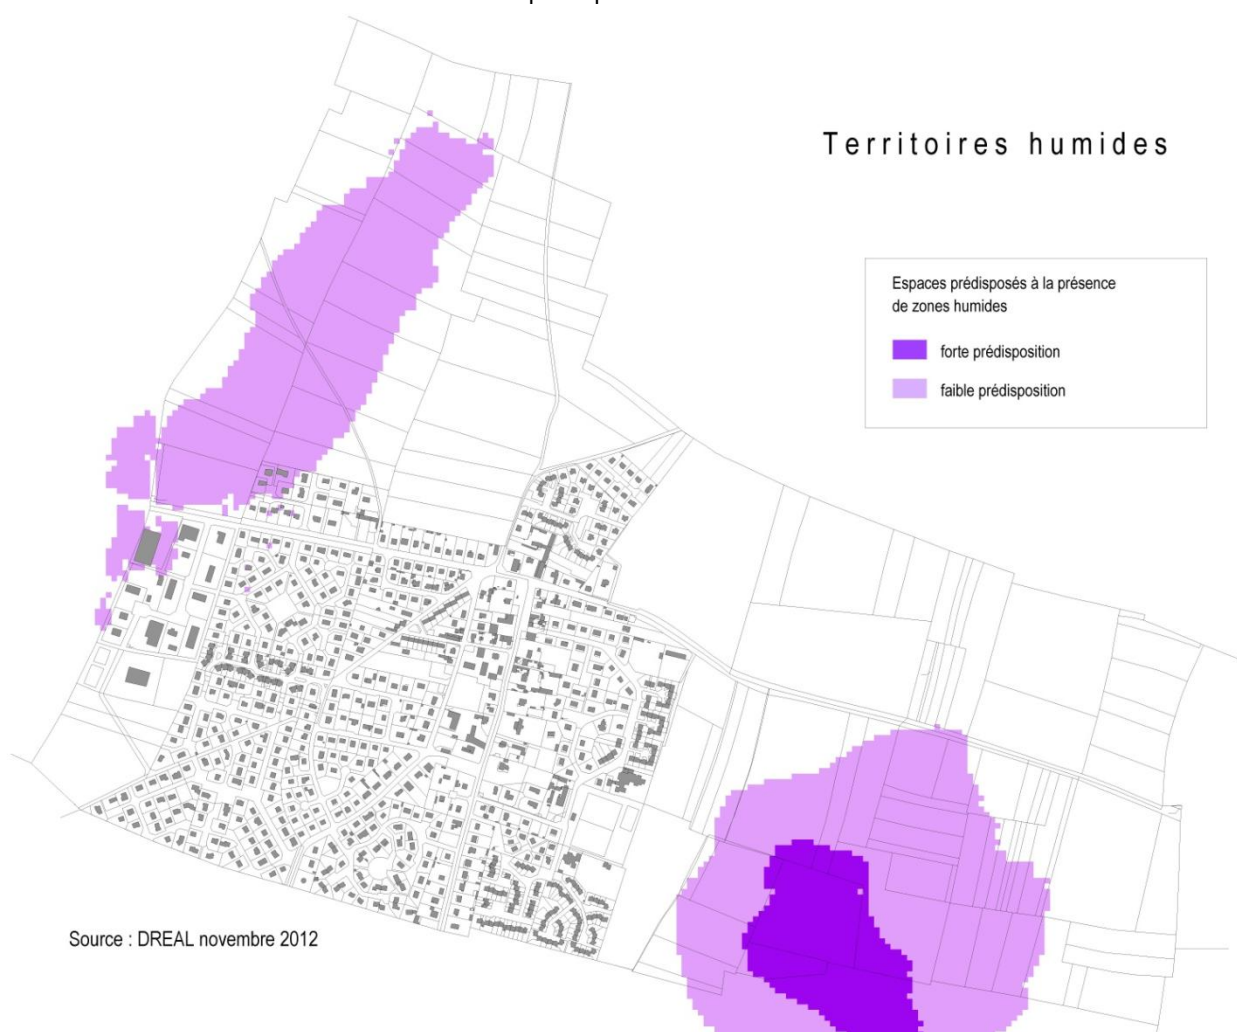 Territoires humides
Espaces prédisposés à la présence
de zones humides
forte prédisposition
faible prédisposition
Source : DREAL novembre 2012